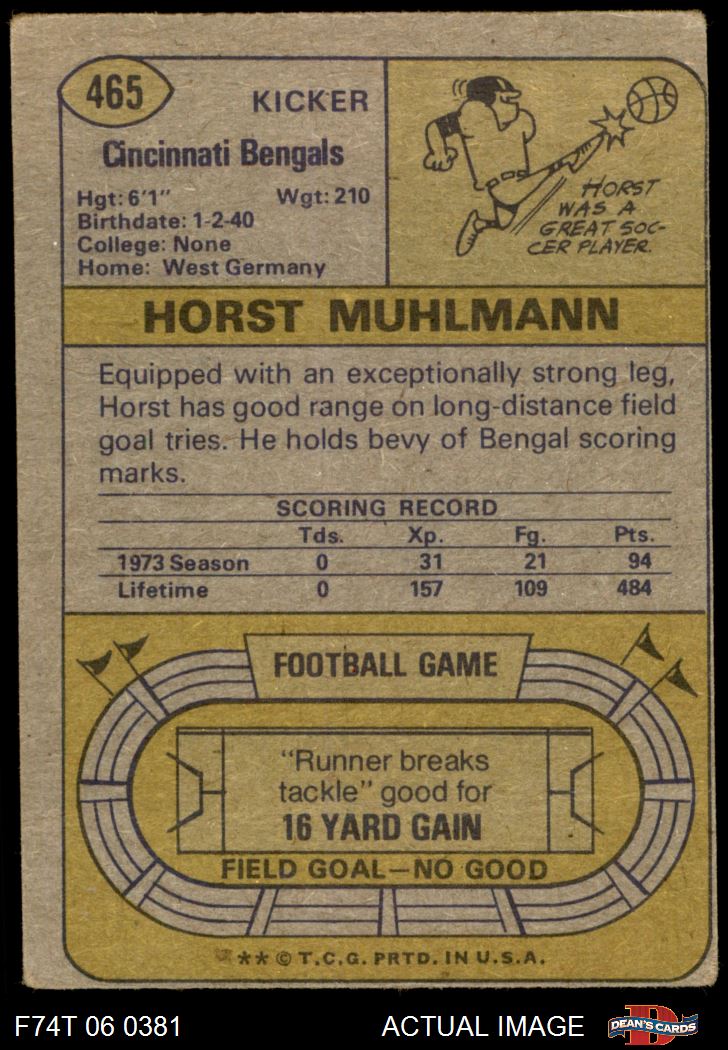 465
KICKER
Cincinnati Bengals
Hgt: 6'1" Wgt: 210
Birthdate: 1-2-40
College: None
Home: West Germany
HORST
WAS A
GREAT SOC-
CER PLAYER.
HORST MUHLMANN
Equipped with an exceptionally strong leg,
Horst has good range on long-distance field
goal tries. He holds bevy of Bengal scoring
marks.
SCORING RECORD
Tds. Xp. Fg. Pts.
1973 Season 0 31 21 94
Lifetime 0 157 109 484
FOOTBALL GAME
“Runner breaks
tackle” good for
16 YARD GAIN
FIELD GOAL—NO GOOD
** © T.C.G. PRTD. IN U.S.A.
F74T 06 0381 ACTUAL IMAGE D DEAN'S CARDS